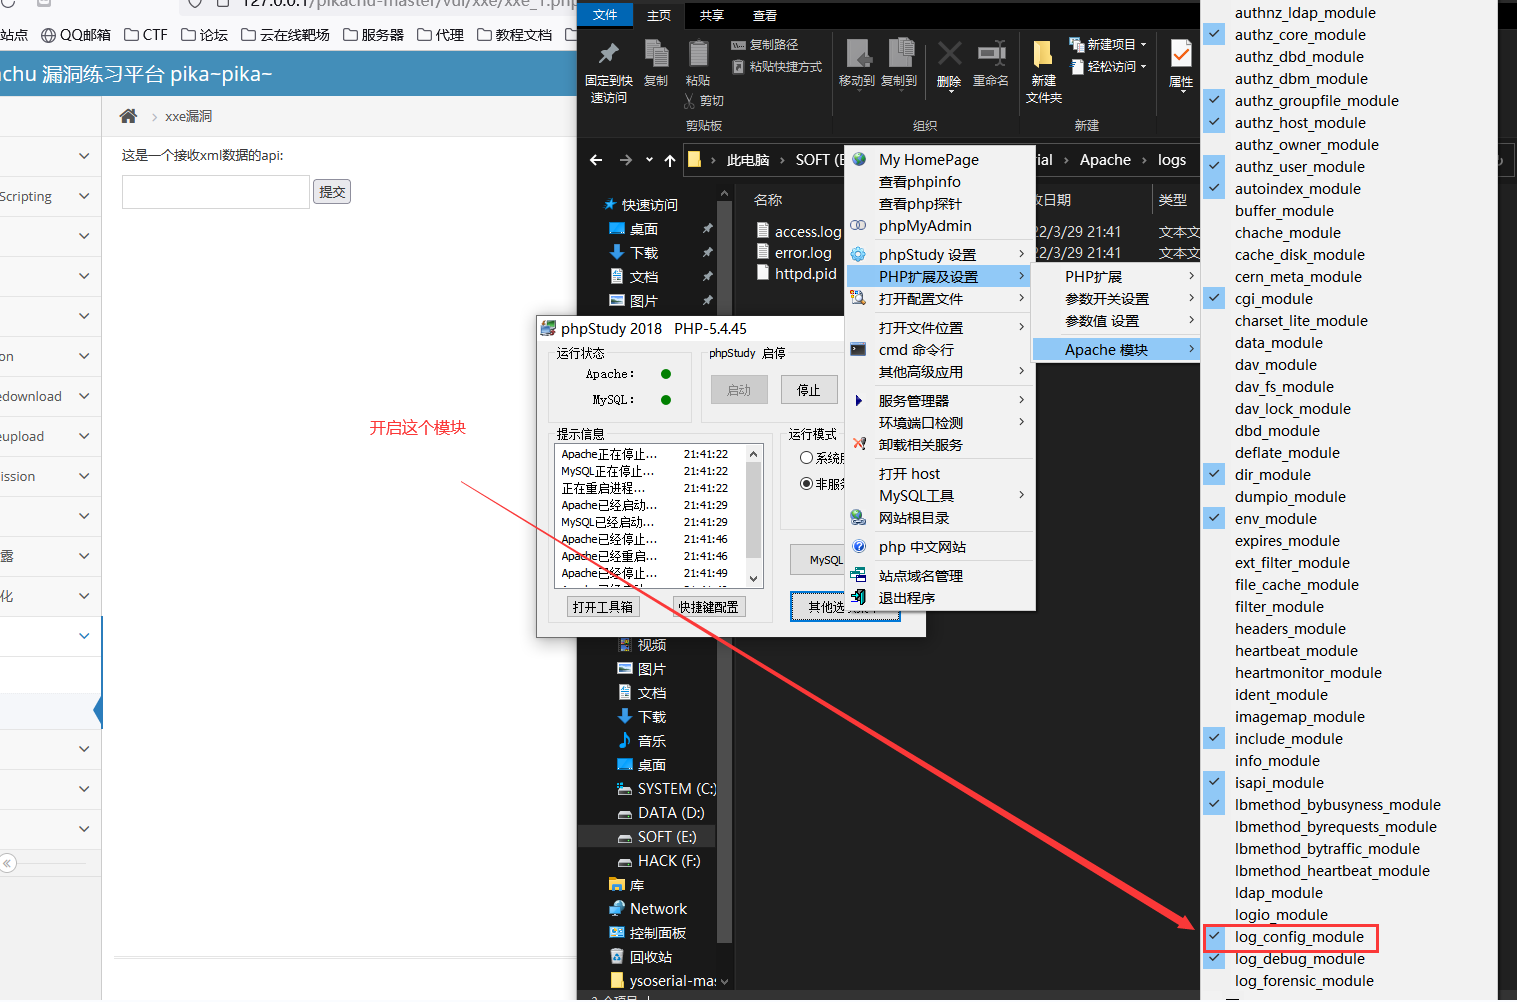 127.0.0.1/pikachu-master/vul/xxe/xxe_1.php
站点
QQ邮箱
CTF
论坛
云在线靶场
服务器
代理
教程文档
achu 漏洞练习平台 pika~pika~
xxe漏洞
这是一个接收xml数据的api:
提交
Scripting
on
edownload
eupload
ission
露
化
开启这个模块
文件
主页
共享
查看
固定到快
速访问
复制
粘贴
复制路径
粘贴快捷方式
剪切
剪贴板
移动到
复制到
删除
重命名
组织
新建
文件夹
新建项目
轻松访问
新建
属性
此电脑
SOFT (E
ial
Apache
logs
快速访问
桌面
下载
文档
图片
名称
改日期
类型
access.log
22/3/29 21:41
文本文
error.log
22/3/29 21:41
文本文
httpd.pid
phpStudy 2018 PHP-5.4.45
运行状态
Apache:
MySQL:
phpStudy 启停
启动
停止
提示信息
Apache正在停止... 21:41:22
MySQL正在停止... 21:41:22
正在重启进程... 21:41:22
Apache已经启动... 21:41:29
MySQL已经启动... 21:41:29
Apache已经停止... 21:41:46
Apache已经重启... 21:41:46
Apache已经停止... 21:41:49
运行模式
系统服
非服务
MySQL
打开工具箱
快捷键配置
其他选项菜单
视频
图片
文档
下载
音乐
桌面
SYSTEM (C:)
DATA (D:)
SOFT (E:)
HACK (F:)
库
Network
控制面板
回收站
ysoserial-mas
3 个项目
My HomePage
查看phpinfo
查看php探针
phpMyAdmin
phpStudy 设置
PHP扩展及设置
打开配置文件
打开文件位置
cmd 命令行
其他高级应用
服务管理器
环境端口检测
卸载相关服务
打开 host
MySQL工具
网站根目录
php 中文网站
站点域名管理
退出程序
PHP扩展
参数开关设置
参数值 设置
Apache 模块
authnz_ldap_module
authz_core_module
authz_dbd_module
authz_dbm_module
authz_groupfile_module
authz_host_module
authz_owner_module
authz_user_module
autoindex_module
buffer_module
chache_module
cache_disk_module
cern_meta_module
cgi_module
charset_lite_module
data_module
dav_module
dav_fs_module
dav_lock_module
dbd_module
deflate_module
dir_module
dumpio_module
env_module
expires_module
ext_filter_module
file_cache_module
filter_module
headers_module
heartbeat_module
heartmonitor_module
ident_module
imagemap_module
include_module
info_module
isapi_module
lbmethod_bybusyness_module
lbmethod_byrequests_module
lbmethod_bytraffic_module
lbmethod_heartbeat_module
ldap_module
logio_module
log_config_module
log_debug_module
log_forensic_module